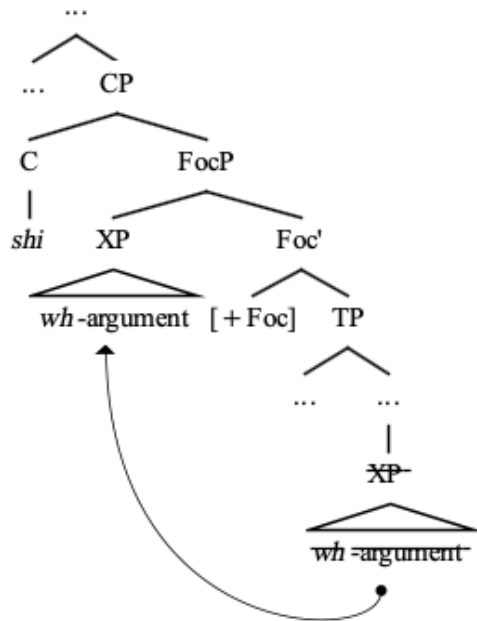 ...
... CP
C FocP
shi XP Foc'
wh-argument [+Foc] TP
... ...
XP
wh-argument